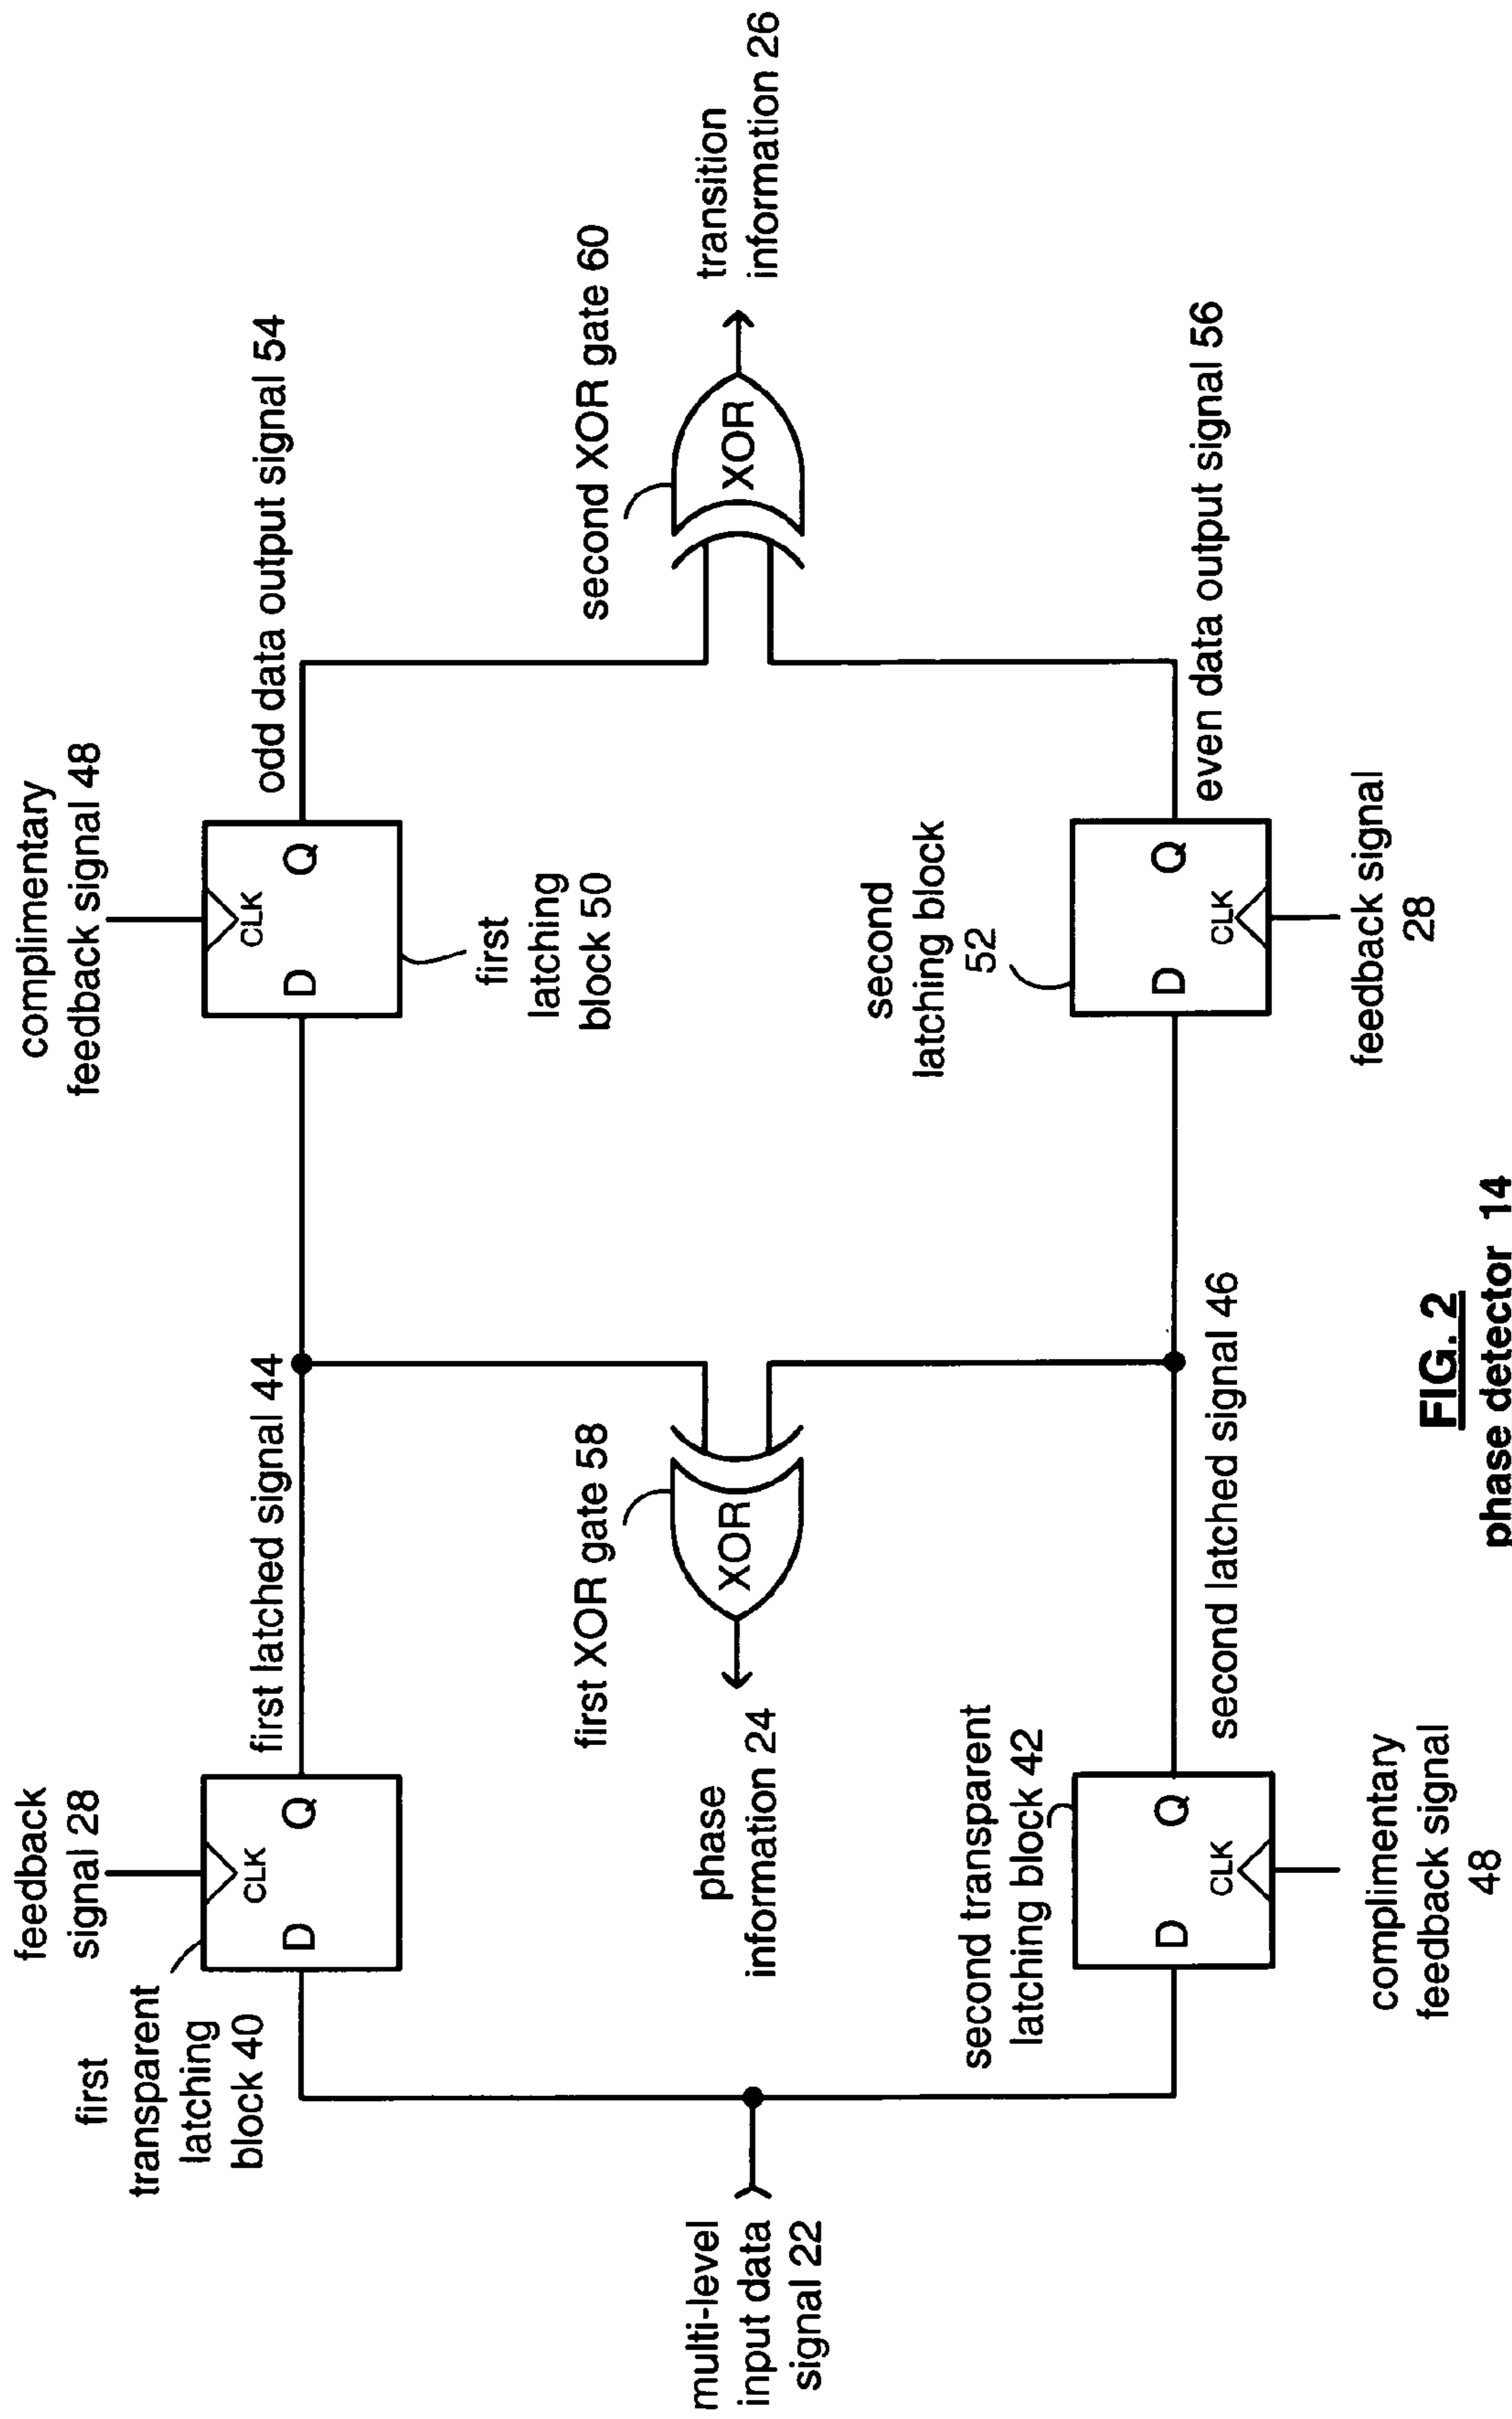 complimentary
feedback signal 48
feedback
signal 28
first
transparent
latching
block 40
D
CLK
Q
first latched signal 44
D
CLK
Q
odd data output signal 54
first
latching
block 50
multi-level
input data
signal 22
first XOR gate 58
XOR
phase
information 24
second XOR gate 60
XOR
transition
information 26
second transparent
latching block 42
D
CLK
Q
second latched signal 46
complimentary
feedback signal
48
second
latching block
52
D
CLK
Q
even data output signal 56
feedback signal
28
FIG. 2
phase detector 14